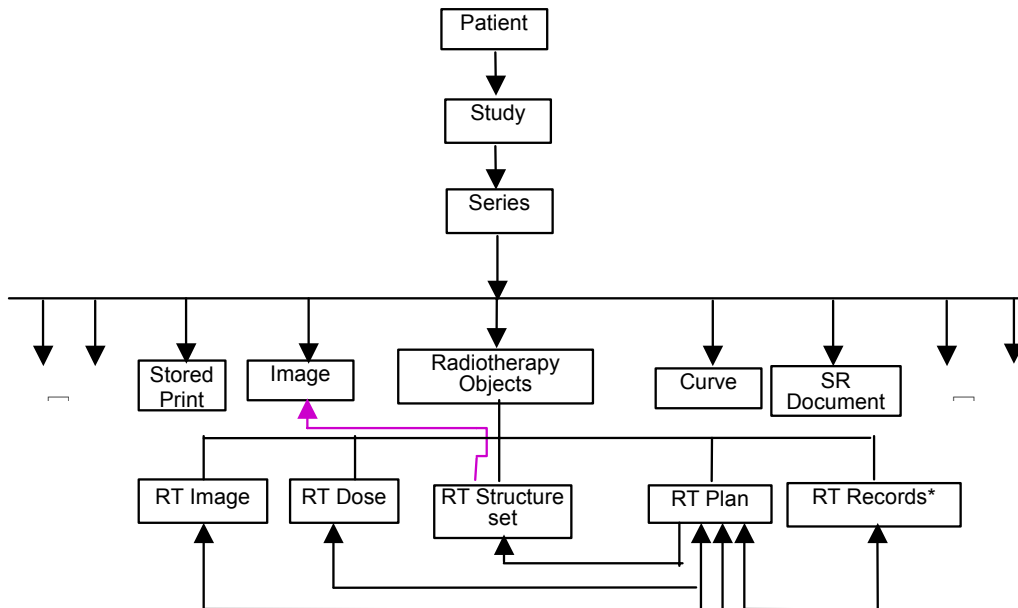 Patient
Study
Series
Stored
Print
Image
Radiotherapy
Objects
Curve
SR
Document
RT Image
RT Dose
RT Structure
set
RT Plan
RT Records*